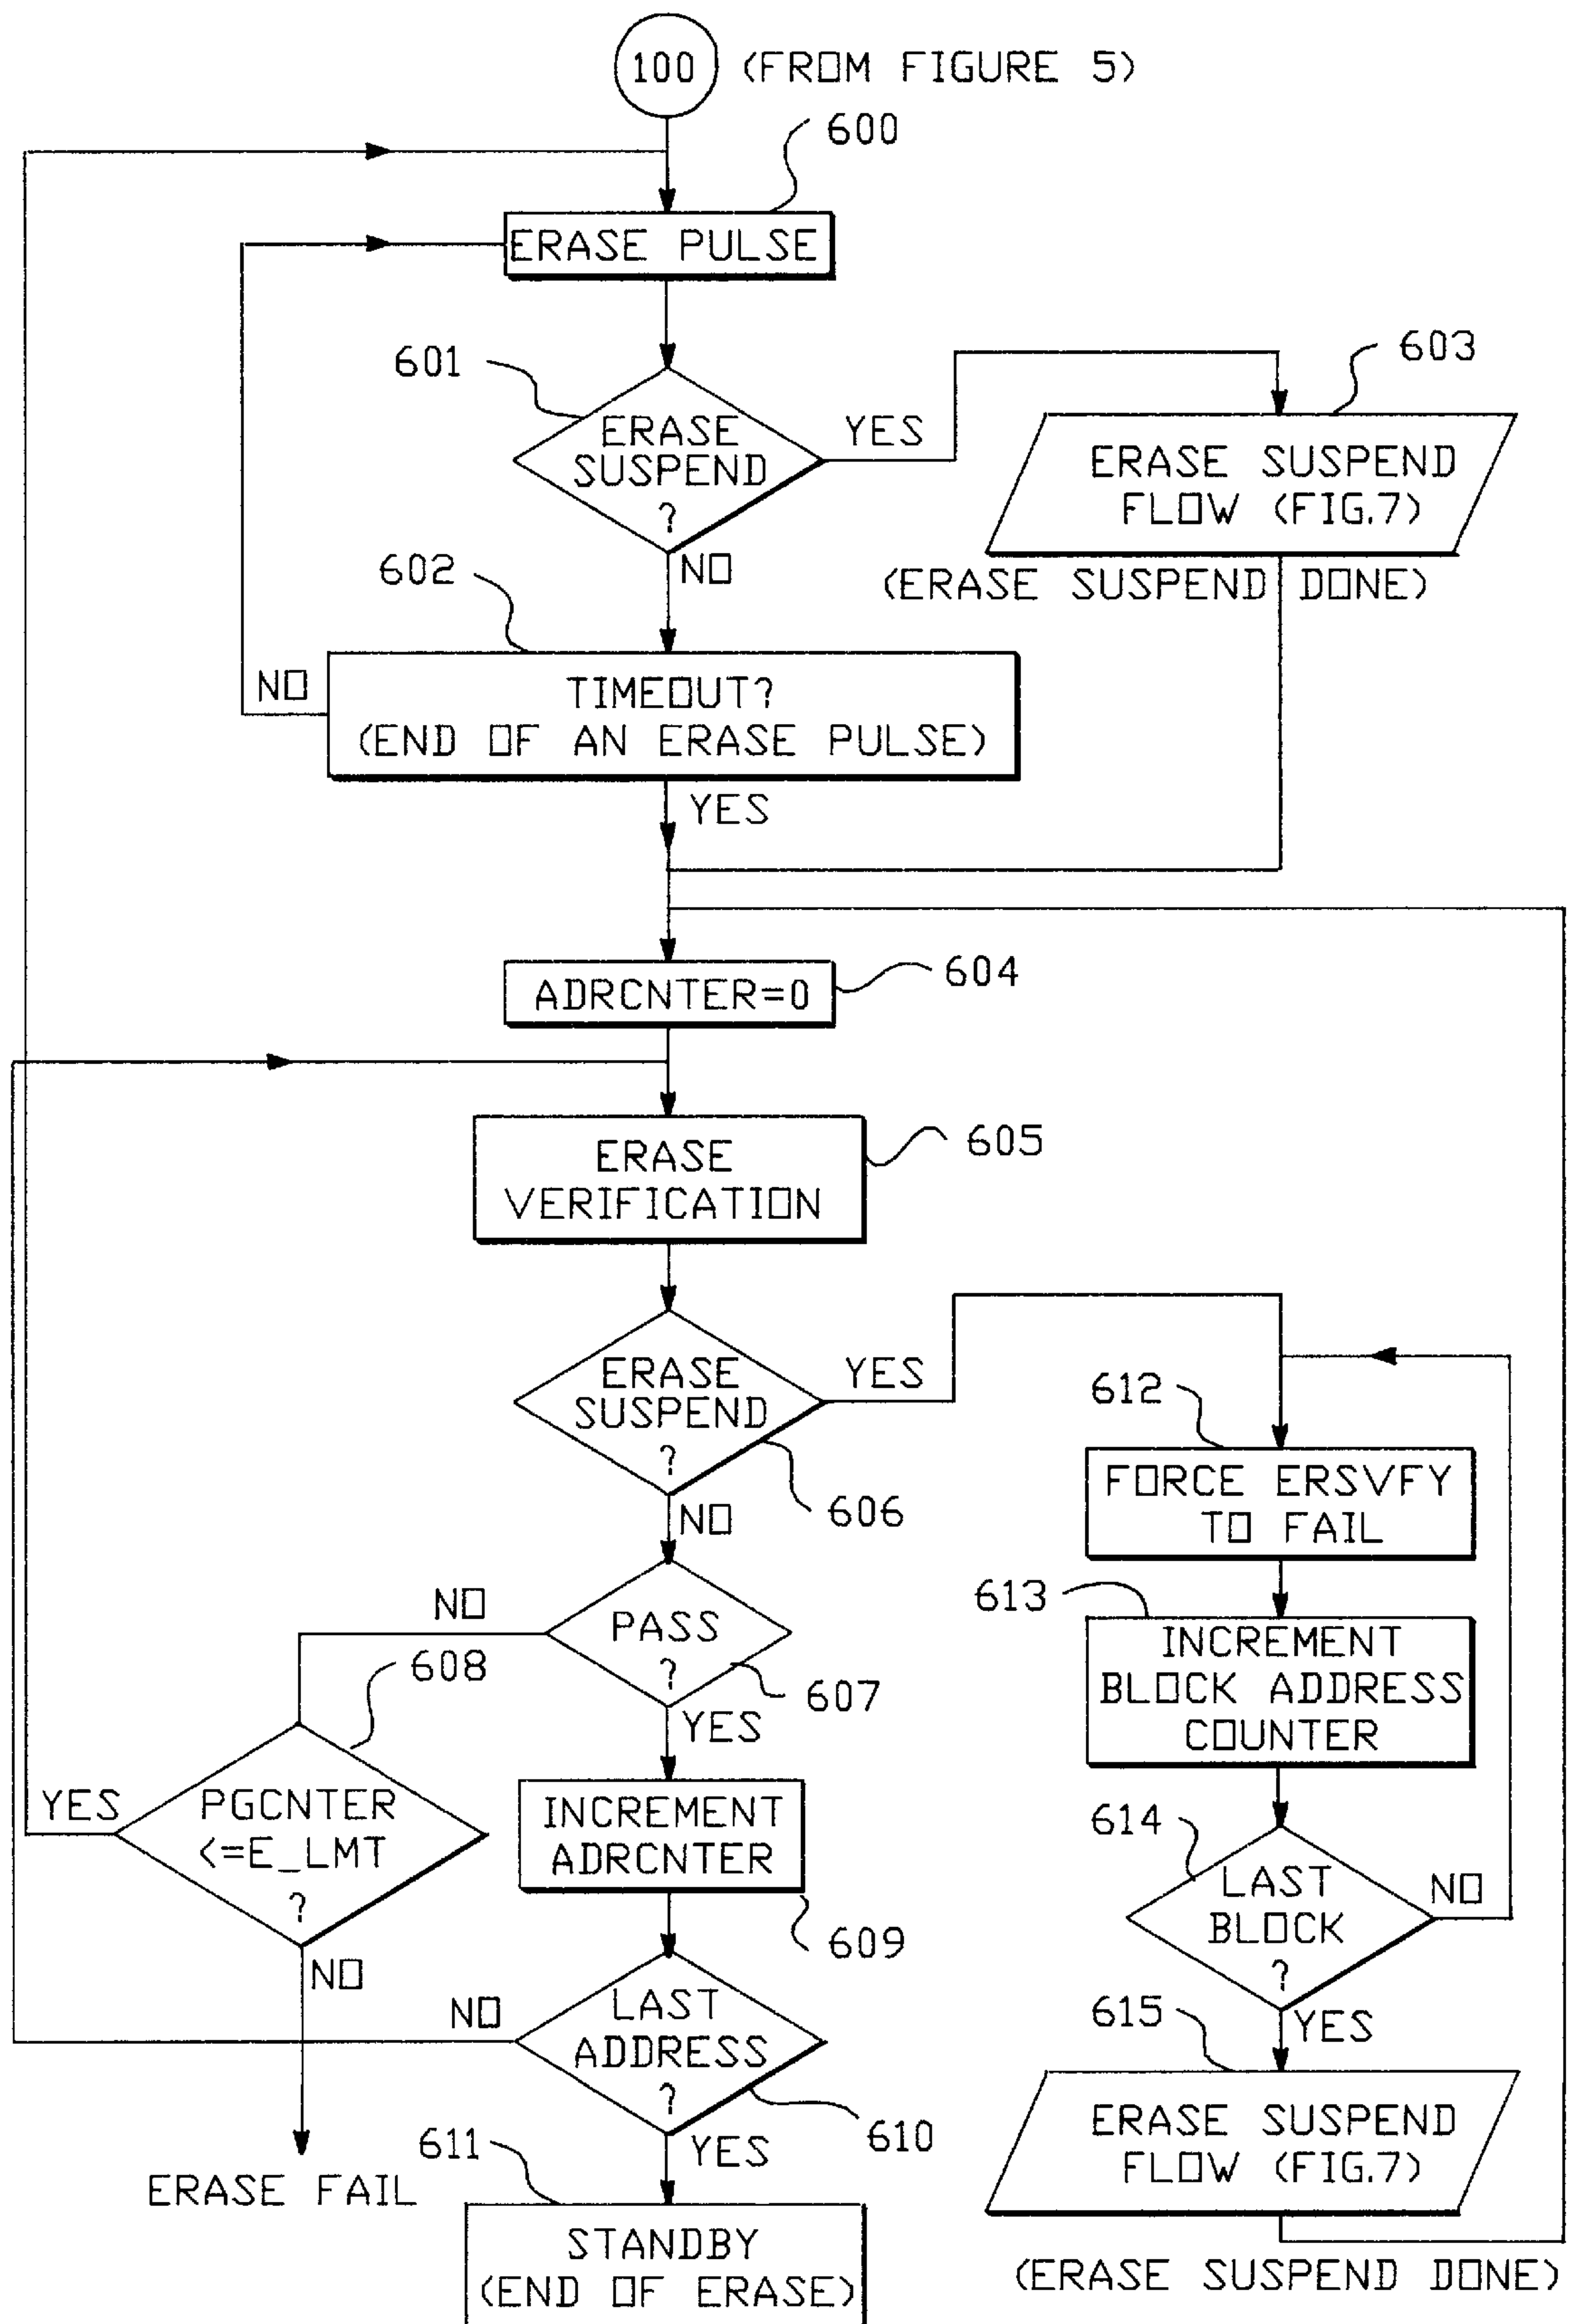 100 (FROM FIGURE 5)
600
ERASE PULSE
601
ERASE
SUSPEND
?
YES
603
ERASE SUSPEND
FLOW (FIG.7)
(ERASE SUSPEND DONE)
NO
602
NO
TIMEOUT?
(END OF AN ERASE PULSE)
YES
ADRCNTER=0
604
ERASE
VERIFICATION
605
ERASE
SUSPEND
?
YES
606
NO
612
FORCE ERSVFY
TO FAIL
613
INCREMENT
BLOCK ADDRESS
COUNTER
NO
PASS
?
607
608
YES
YES
PGCNTER
<=E_LMT
?
NO
INCREMENT
ADRCNTER
609
614
LAST
BLOCK
?
NO
YES
NO
LAST
ADDRESS
?
610
YES
615
ERASE SUSPEND
FLOW (FIG.7)
(ERASE SUSPEND DONE)
ERASE FAIL
611
STANDBY
(END OF ERASE)